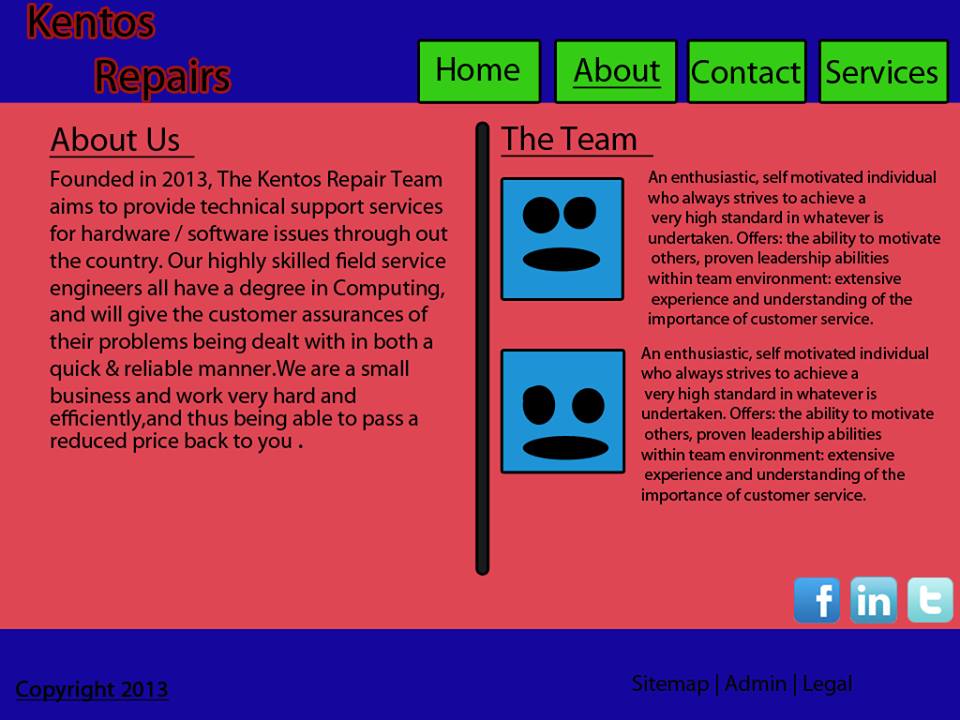 Kentos
Repairs
Home
About
Contact
Services
About Us
Founded in 2013, The Kentos Repair Team
aims to provide technical support services
for hardware / software issues through out
the country. Our highly skilled field service
engineers all have a degree in Computing,
and will give the customer assurances of
their problems being dealt with in both a
quick & reliable manner.We are a small
business and work very hard and
efficiently,and thus being able to pass a
reduced price back to you .
The Team
An enthusiastic, self motivated individual
who always strives to achieve a
very high standard in whatever is
undertaken. Offers: the ability to motivate
others, proven leadership abilities
within team environment: extensive
experience and understanding of the
importance of customer service.
An enthusiastic, self motivated individual
who always strives to achieve a
very high standard in whatever is
undertaken. Offers: the ability to motivate
others, proven leadership abilities
within team environment: extensive
experience and understanding of the
importance of customer service.
f
in
t
Copyright 2013
Sitemap | Admin | Legal